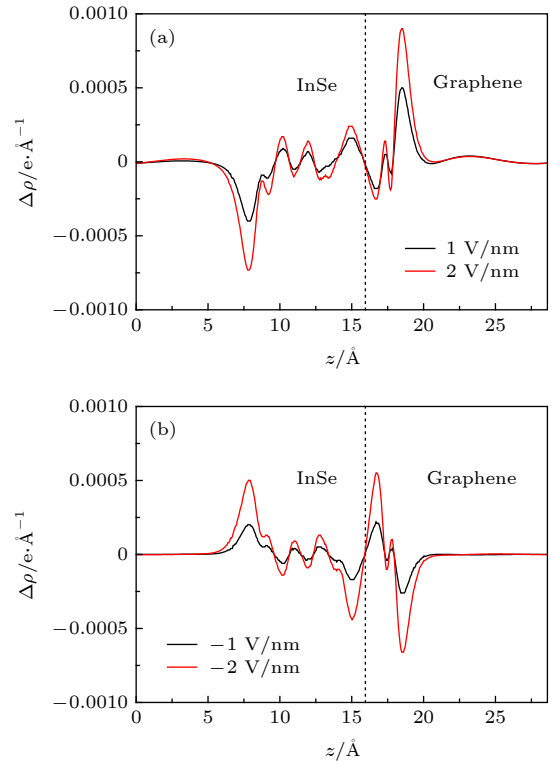 0.0010
(a)
InSe
Graphene
0.0005
0
−0.0005
−0.0010
Δρ/e·Å⁻¹
1 V/nm
2 V/nm
0 5 10 15 20 25
z/Å
0.0010
(b)
InSe
Graphene
0.0005
0
−0.0005
−0.0010
Δρ/e·Å⁻¹
−1 V/nm
−2 V/nm
0 5 10 15 20 25
z/Å